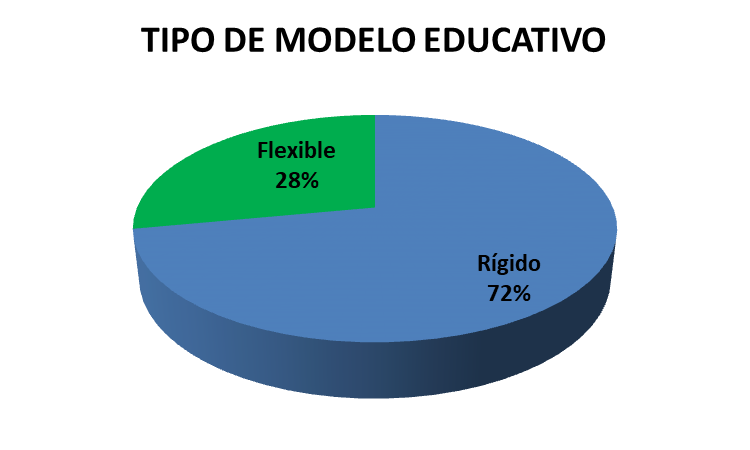 TIPO DE MODELO EDUCATIVO
Flexible
28%
Rígido
72%